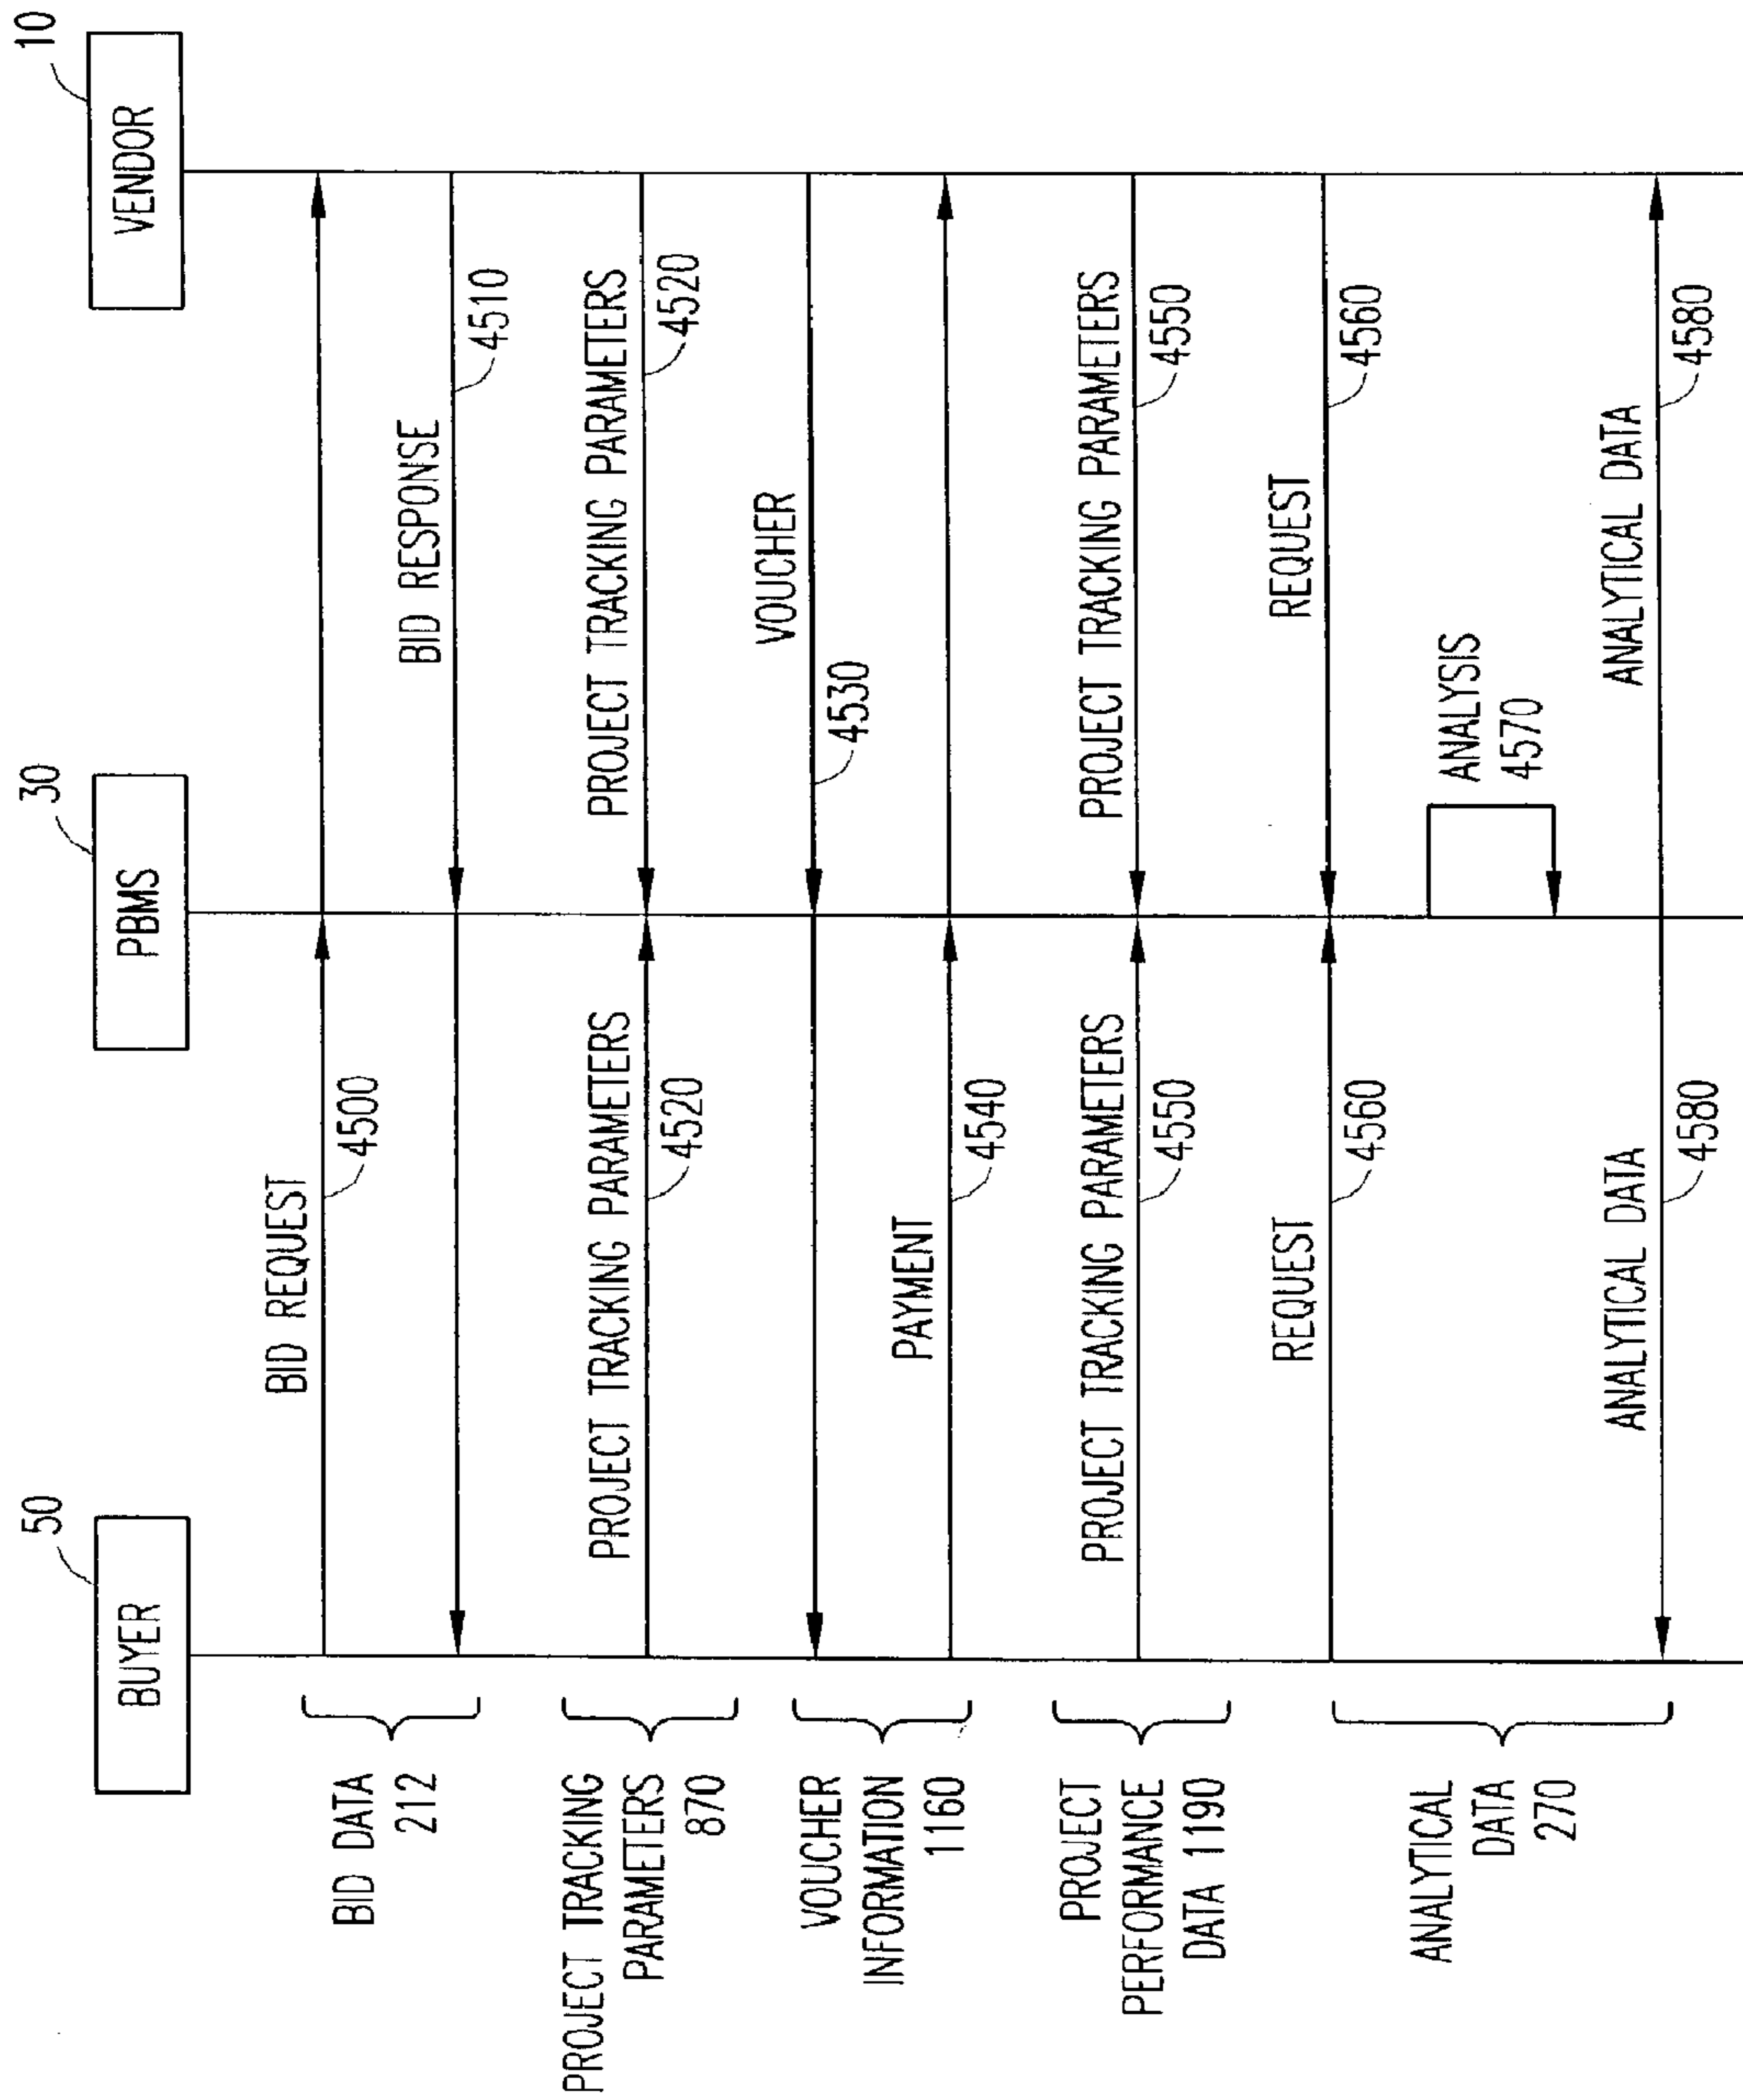 50
BUYER
30
PBMS
10
VENDOR
BID DATA
212
BID REQUEST
4500
BID RESPONSE
4510
PROJECT TRACKING
PARAMETERS
870
PROJECT TRACKING PARAMETERS
4520
PROJECT TRACKING PARAMETERS
4520
VOUCHER
INFORMATION
1160
VOUCHER
4530
PAYMENT
4540
PROJECT
PERFORMANCE
DATA 1190
PROJECT TRACKING PARAMETERS
4550
PROJECT TRACKING PARAMETERS
4550
REQUEST
4560
REQUEST
4560
ANALYTICAL
DATA
270
ANALYSIS
4570
ANALYTICAL DATA
4580
ANALYTICAL DATA
4580